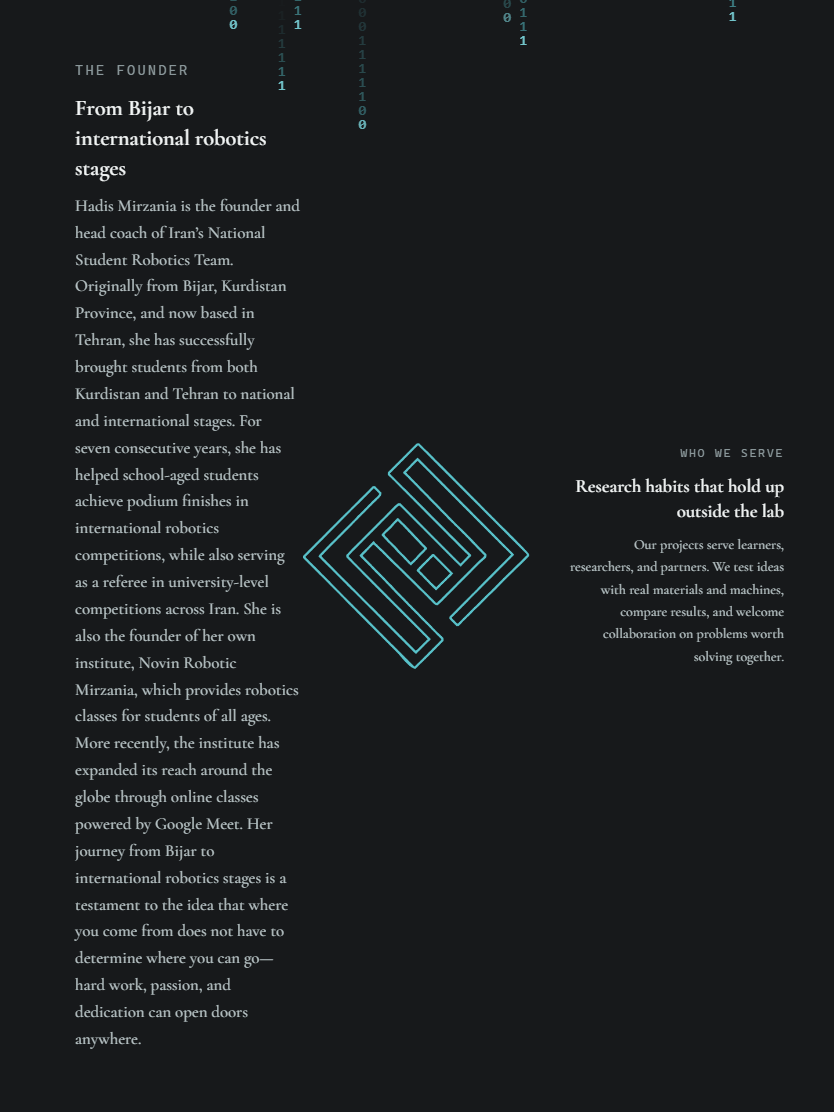 THE FOUNDER
From Bijar to
international robotics
stages
Hadis Mirzania is the founder and
head coach of Iran’s National
Student Robotics Team.
Originally from Bijar, Kurdistan
Province, and now based in
Tehran, she has successfully
brought students from both
Kurdistan and Tehran to national
and international stages. For
seven consecutive years, she has
helped school-aged students
achieve podium finishes in
international robotics
competitions, while also serving
as a referee in university-level
competitions across Iran. She is
also the founder of her own
institute, Novin Robotic
Mirzania, which provides robotics
classes for students of all ages.
More recently, the institute has
expanded its reach around the
globe through online classes
powered by Google Meet. Her
journey from Bijar to
international robotics stages is a
testament to the idea that where
you come from does not have to
determine where you can go—
hard work, passion, and
dedication can open doors
anywhere.
WHO WE SERVE
Research habits that hold up
outside the lab
Our projects serve learners,
researchers, and partners. We test ideas
with real materials and machines,
compare results, and welcome
collaboration on problems worth
solving together.